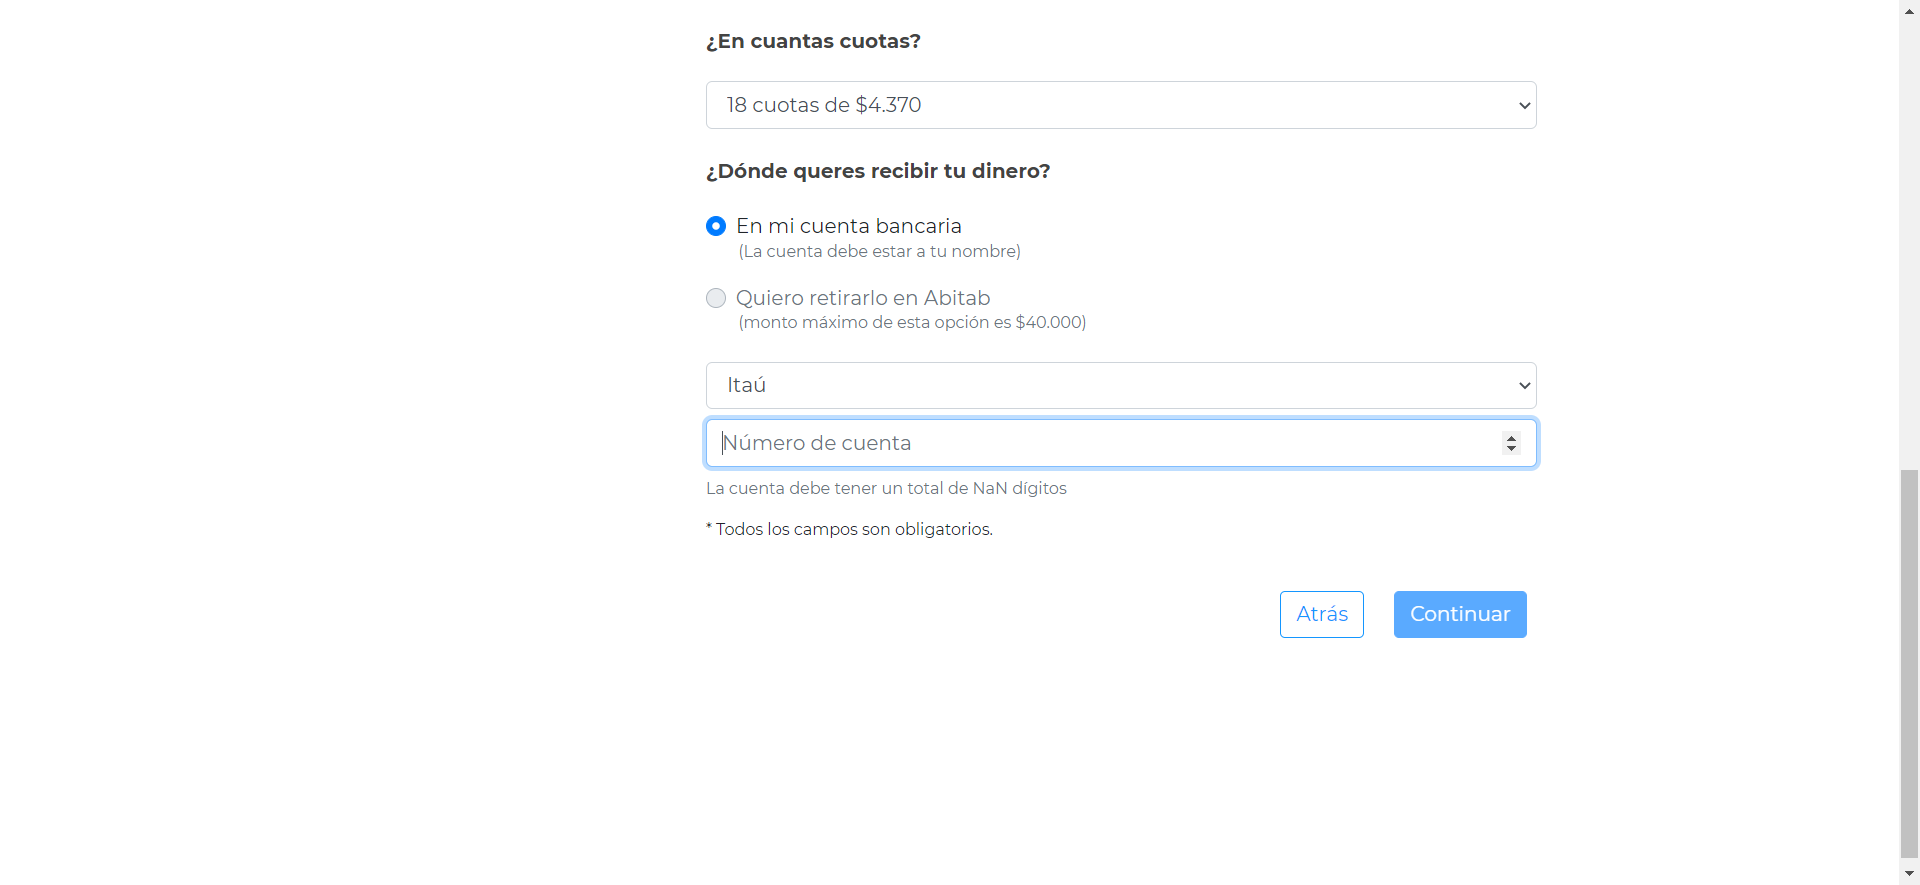 ¿En cuantas cuotas?
18 cuotas de $4.370
¿Dónde queres recibir tu dinero?
En mi cuenta bancaria
(La cuenta debe estar a tu nombre)
Quiero retirarlo en Abitab
(monto máximo de esta opción es $40.000)
Itaú
Número de cuenta
La cuenta debe tener un total de NaN dígitos
* Todos los campos son obligatorios.
Atrás
Continuar